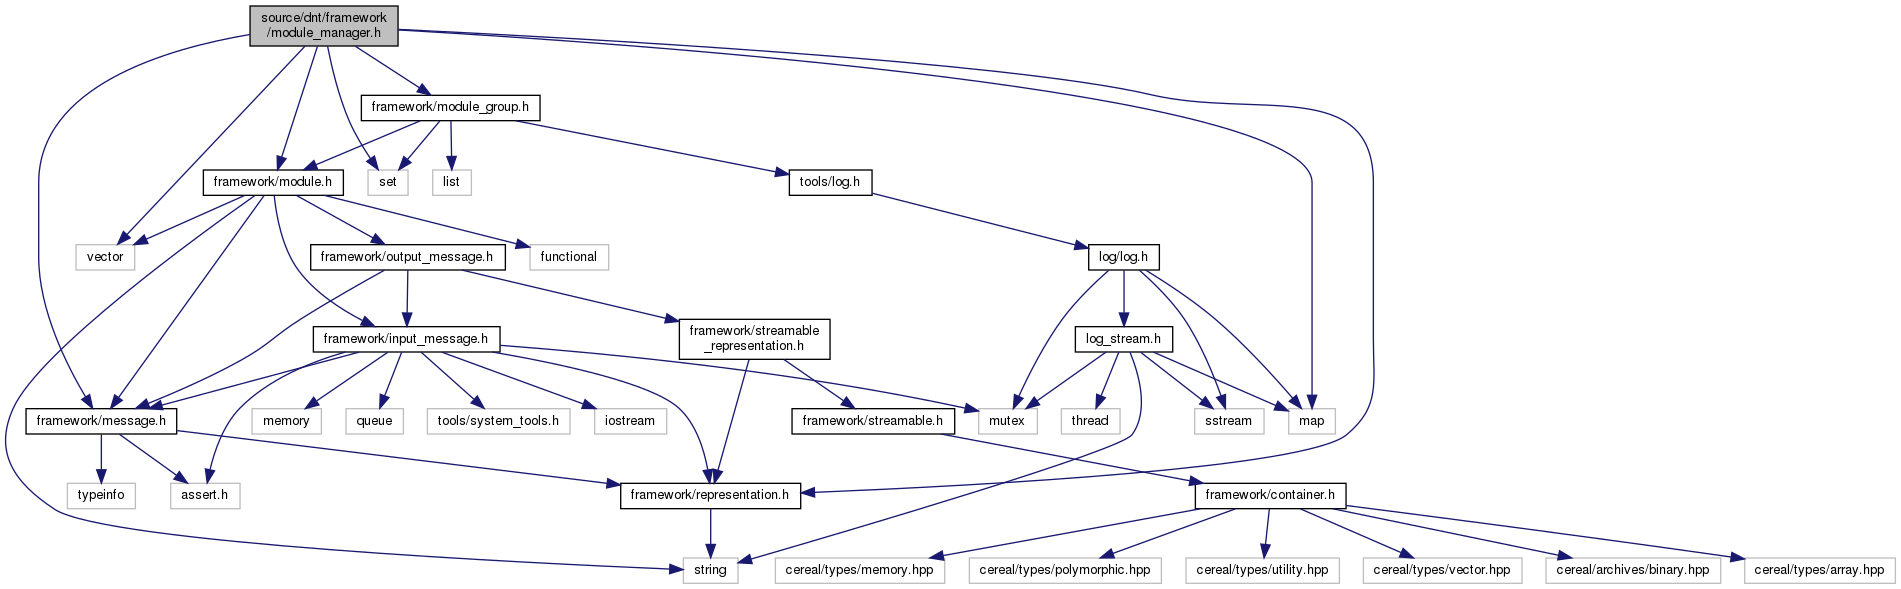 source/dnt/framework
/module_manager.h
framework/module_group.h
framework/module.h
set
list
tools/log.h
vector
framework/output_message.h
functional
log/log.h
framework/input_message.h
framework/streamable
_representation.h
log_stream.h
framework/message.h
memory
queue
tools/system_tools.h
iostream
framework/streamable.h
mutex
thread
sstream
map
typeinfo
assert.h
framework/representation.h
framework/container.h
string
cereal/types/memory.hpp
cereal/types/polymorphic.hpp
cereal/types/utility.hpp
cereal/types/vector.hpp
cereal/archives/binary.hpp
cereal/types/array.hpp